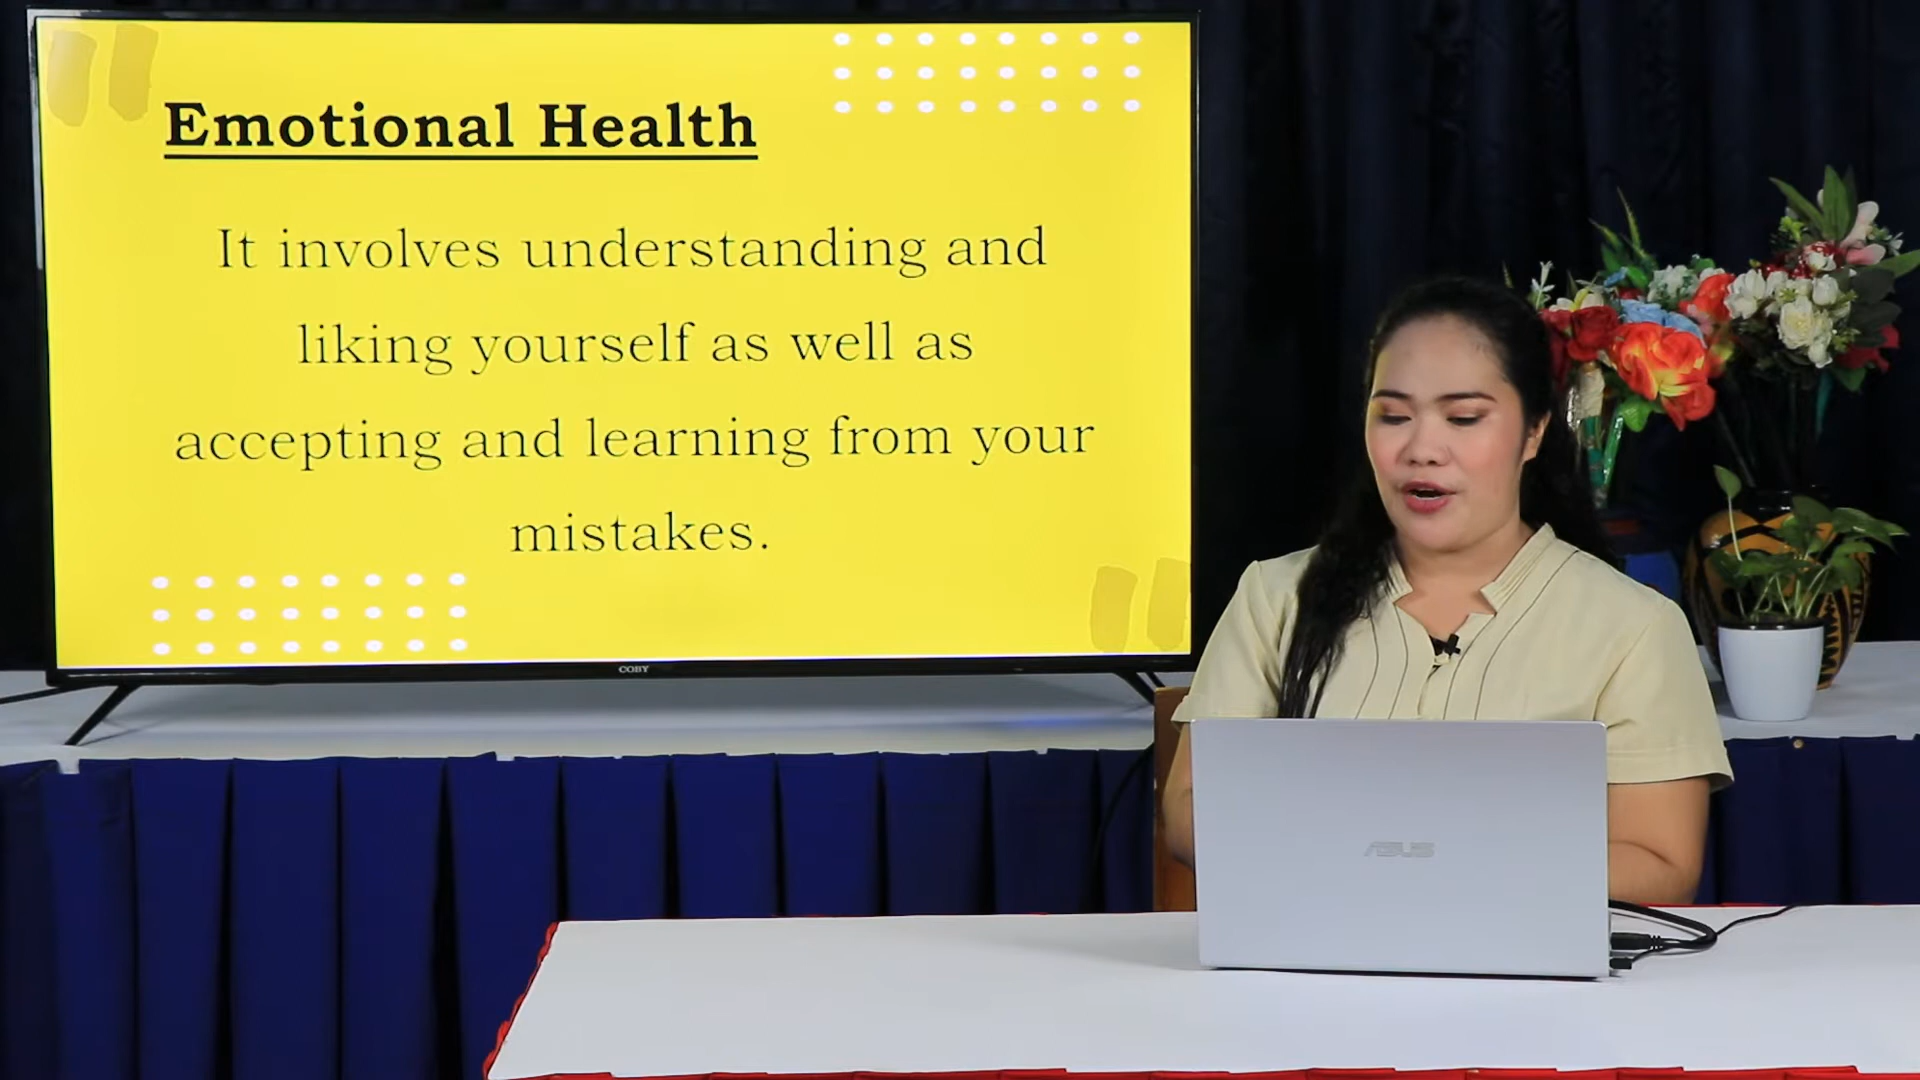 Emotional Health
It involves understanding and
liking yourself as well as
accepting and learning from your
mistakes.
COBY
ASUS